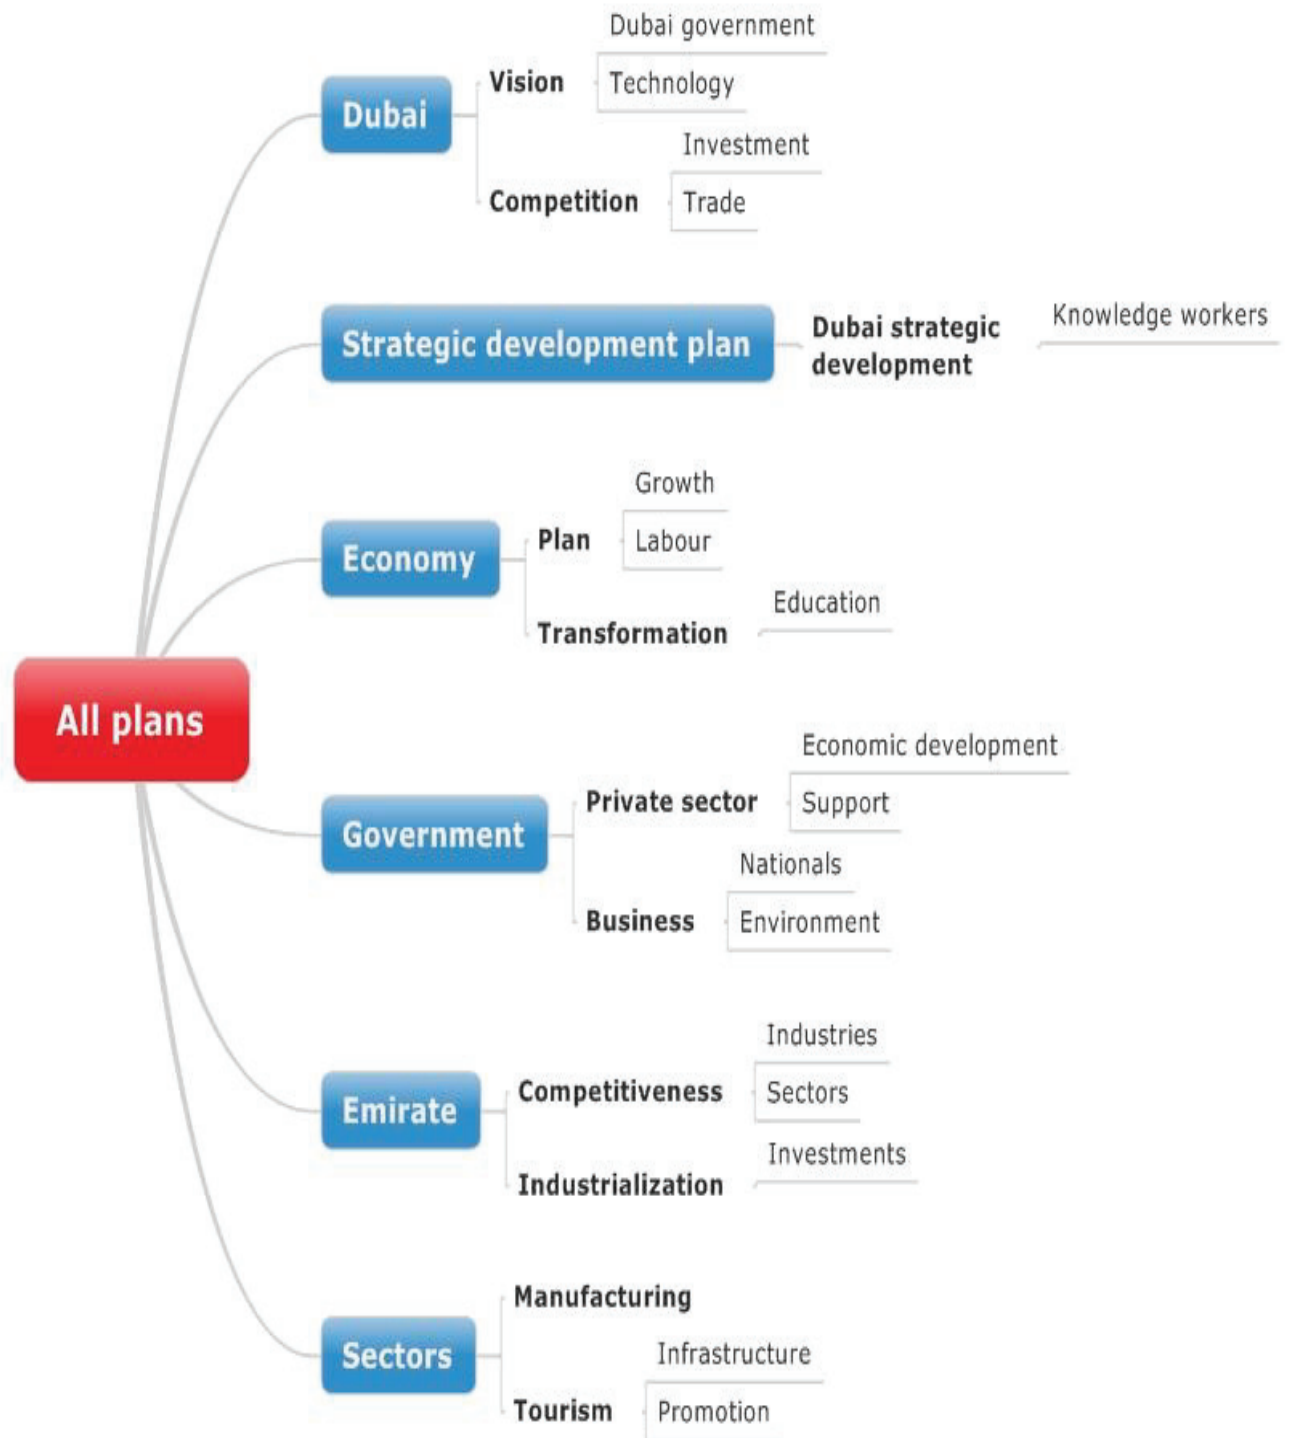 Dubai government
Vision
Technology
Dubai
Investment
Competition
Trade
Strategic development plan
Dubai strategic
development
Knowledge workers
Growth
Plan
Labour
Economy
Education
Transformation
All plans
Economic development
Private sector
Support
Government
Nationals
Business
Environment
Industries
Competitiveness
Sectors
Emirate
Investments
Industrialization
Manufacturing
Sectors
Infrastructure
Tourism
Promotion